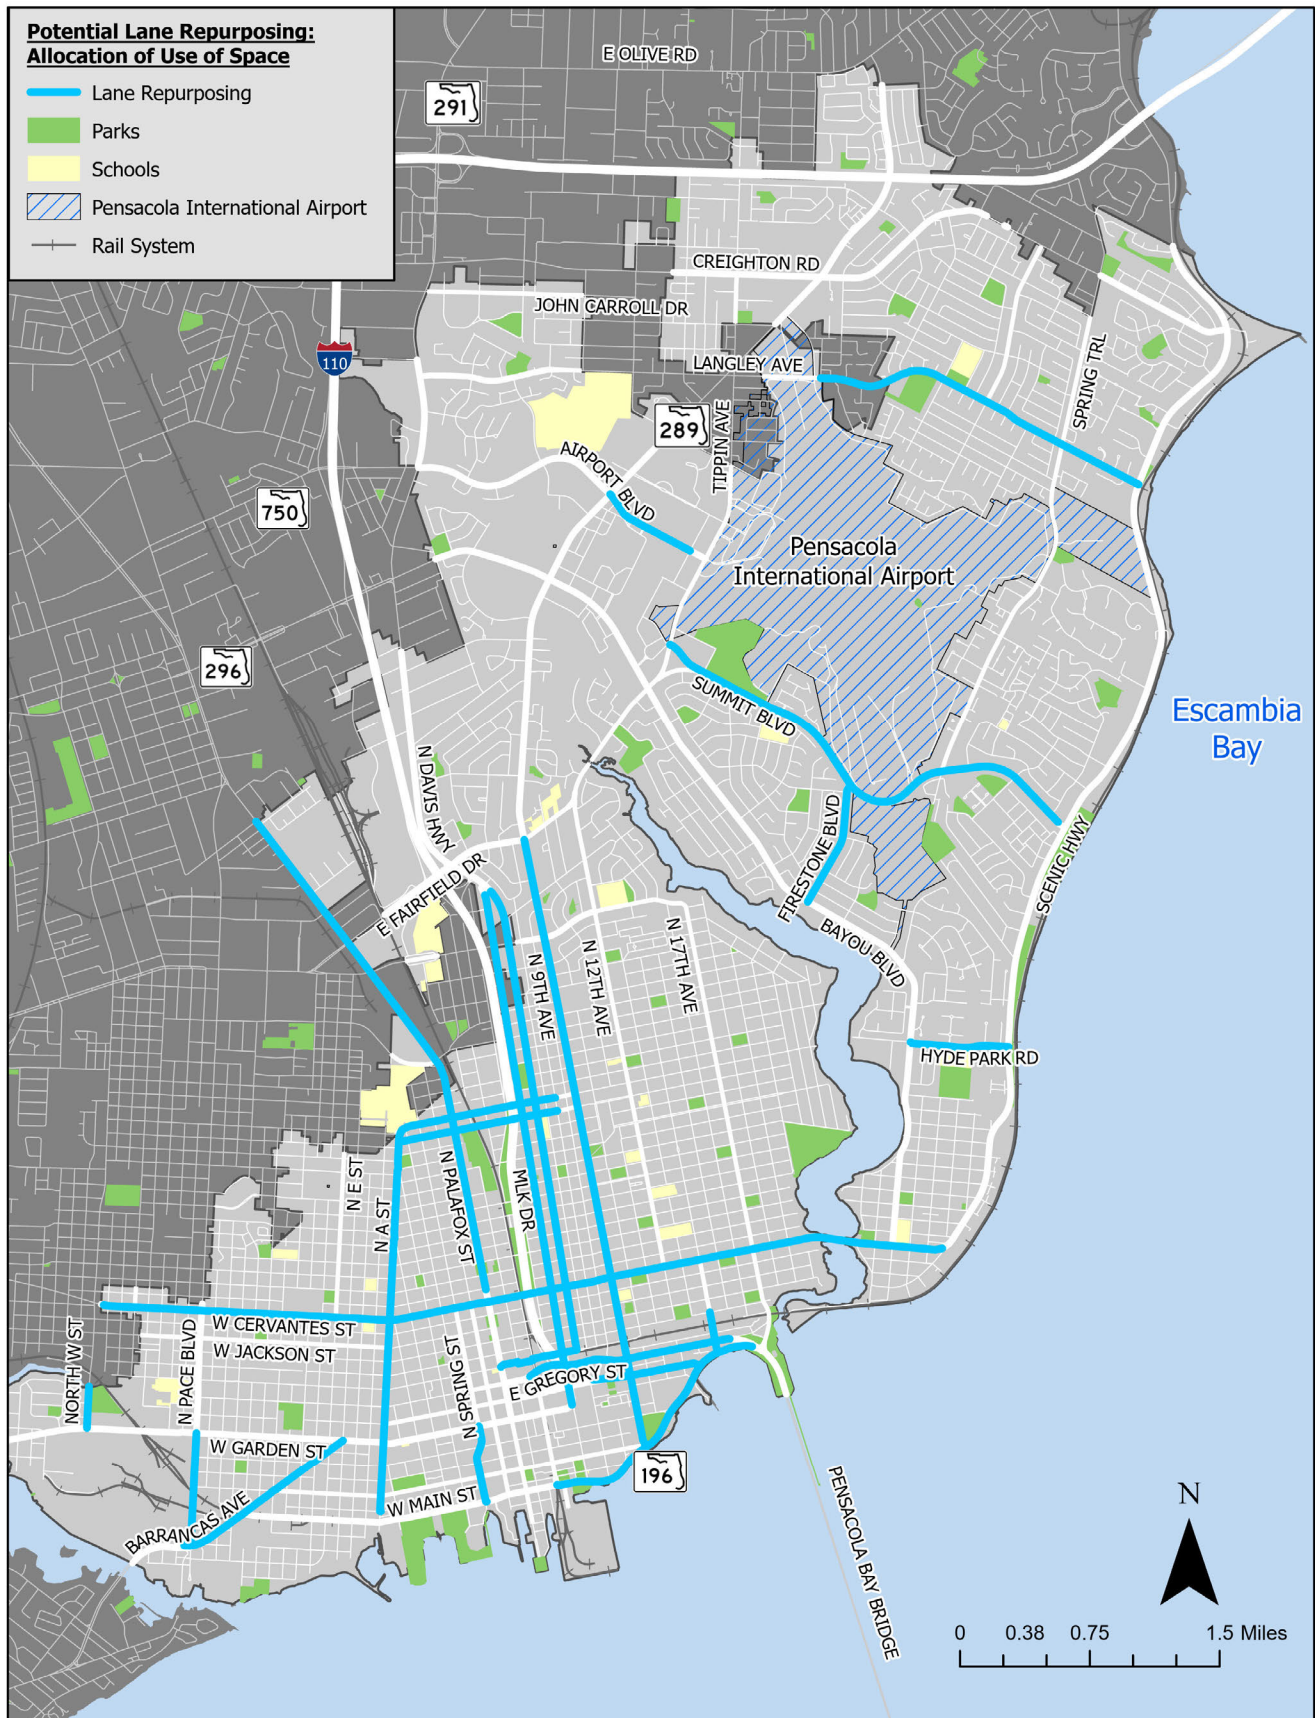 Potential Lane Repurposing:
Allocation of Use of Space
Lane Repurposing
Parks
Schools
Pensacola International Airport
Rail System
E OLIVE RD
291
CREIGHTON RD
JOHN CARROLL DR
110
LANGLEY AVE
SPRING TRL
289
TIPPIN AVE
AIRPORT BLVD
750
Pensacola
International Airport
296
SUMMIT BLVD
Escambia
Bay
N DAVIS HWY
FIRESTONE BLVD
SCENIC HWY
E FAIRFIELD DR
BAYOU BLVD
N 9TH AVE
N 12TH AVE
N 17TH AVE
HYDE PARK RD
N E ST
N A ST
N PALAFOX ST
MLK DR
W CERVANTES ST
W JACKSON ST
NORTH W ST
N PACE BLVD
N SPRING ST
E GREGORY ST
W GARDEN ST
196
W MAIN ST
BARRANCAS AVE
PENSACOLA BAY BRIDGE
N
0 0.38 0.75 1.5 Miles